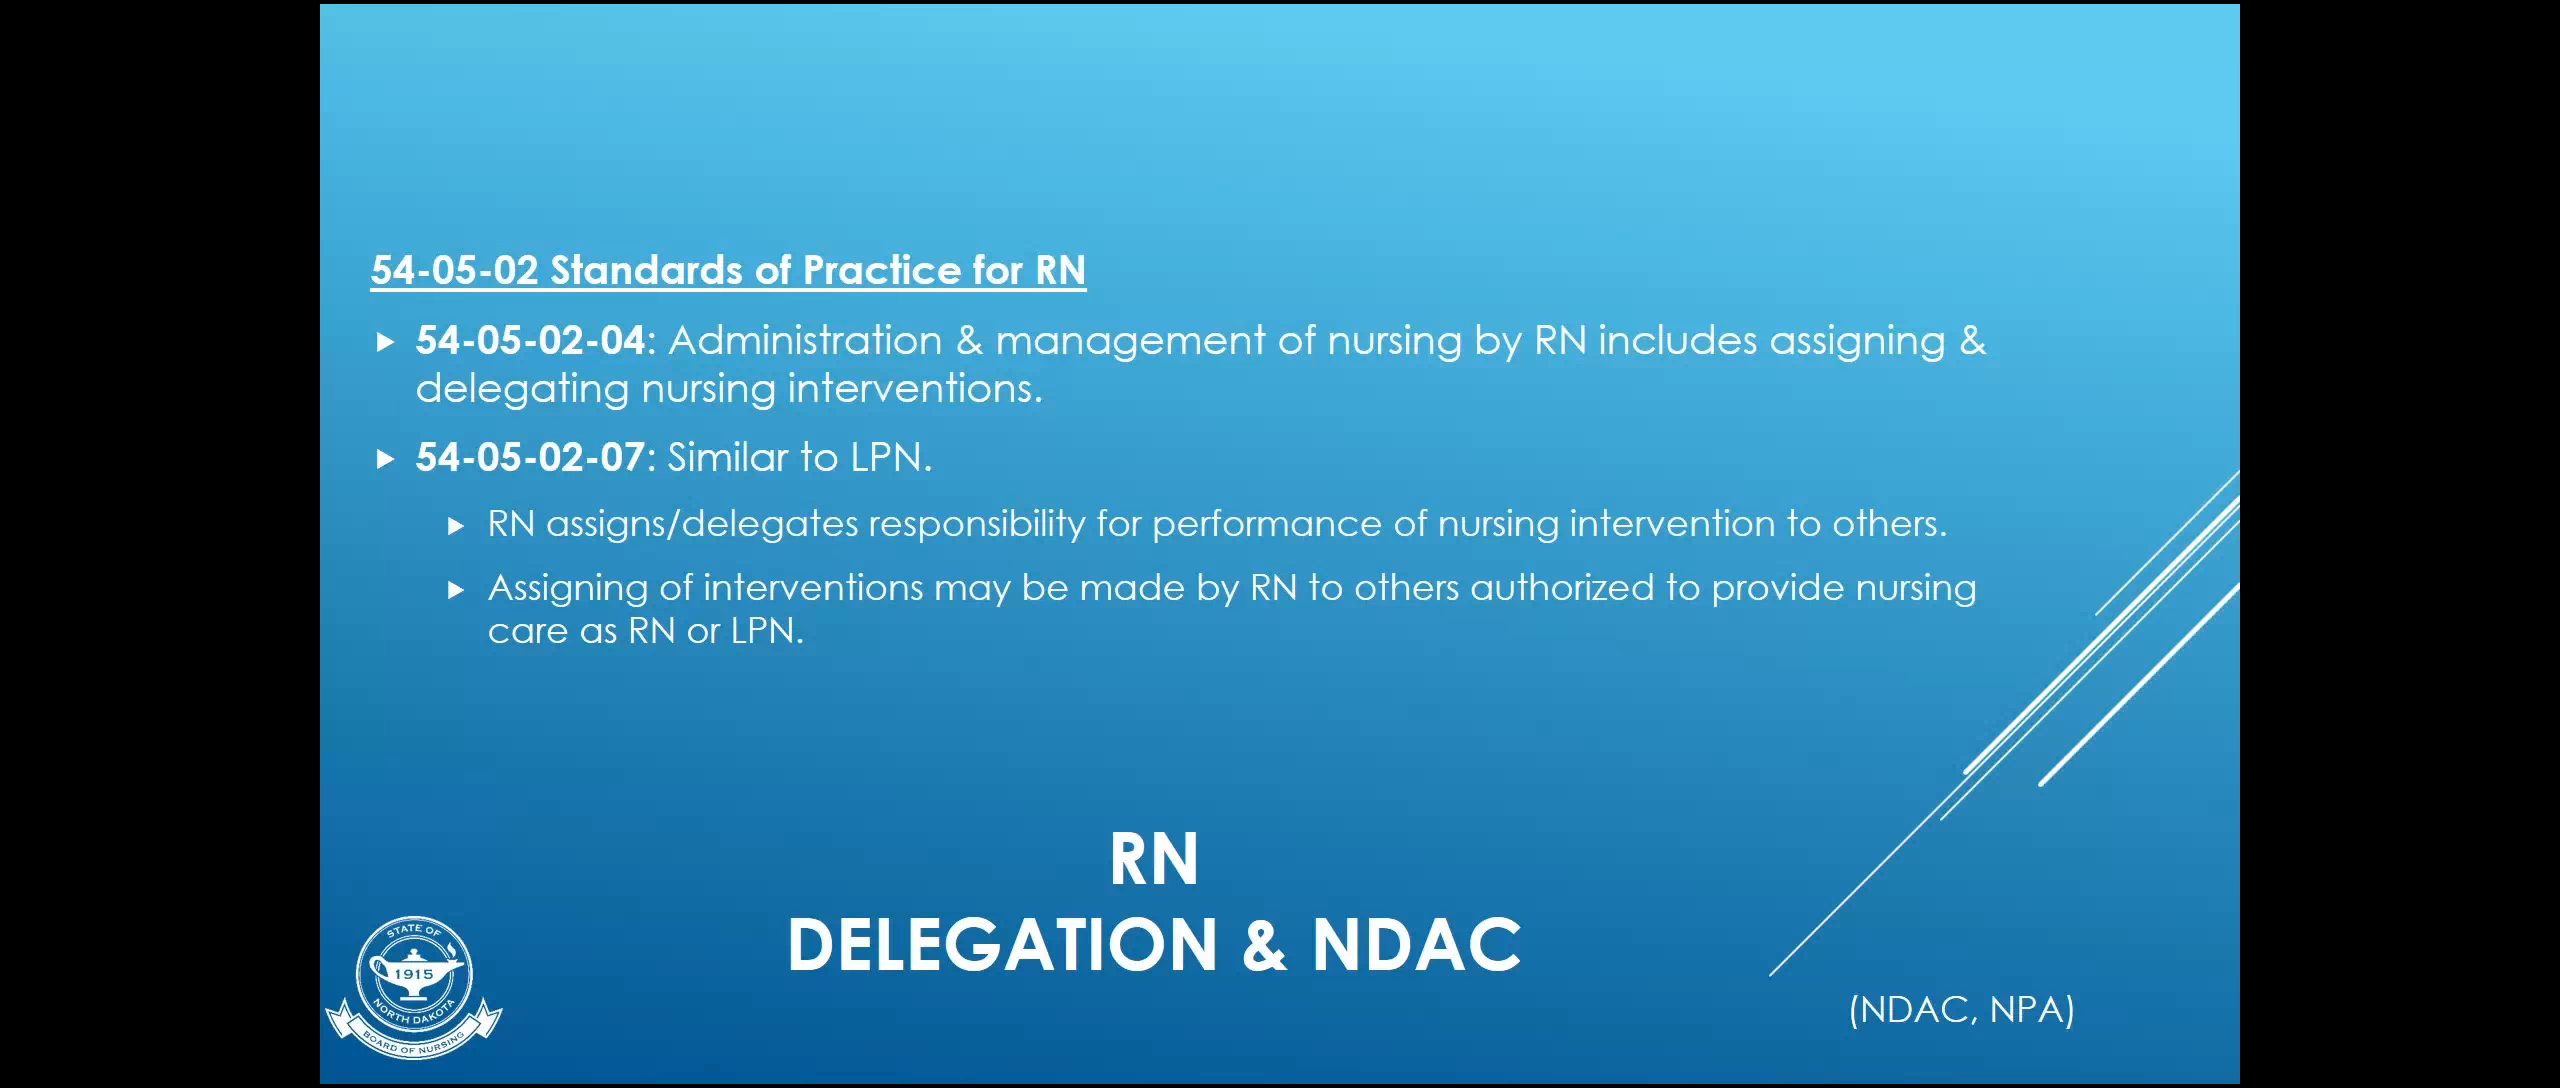 54-05-02 Standards of Practice for RN
54-05-02-04: Administration & management of nursing by RN includes assigning &
delegating nursing interventions.
54-05-02-07: Similar to LPN.
RN assigns/delegates responsibility for performance of nursing intervention to others.
Assigning of interventions may be made by RN to others authorized to provide nursing
care as RN or LPN.
RN
DELEGATION & NDAC
STATE OF
1915
NORTH DAKOTA
BOARD OF NURSING
(NDAC, NPA)